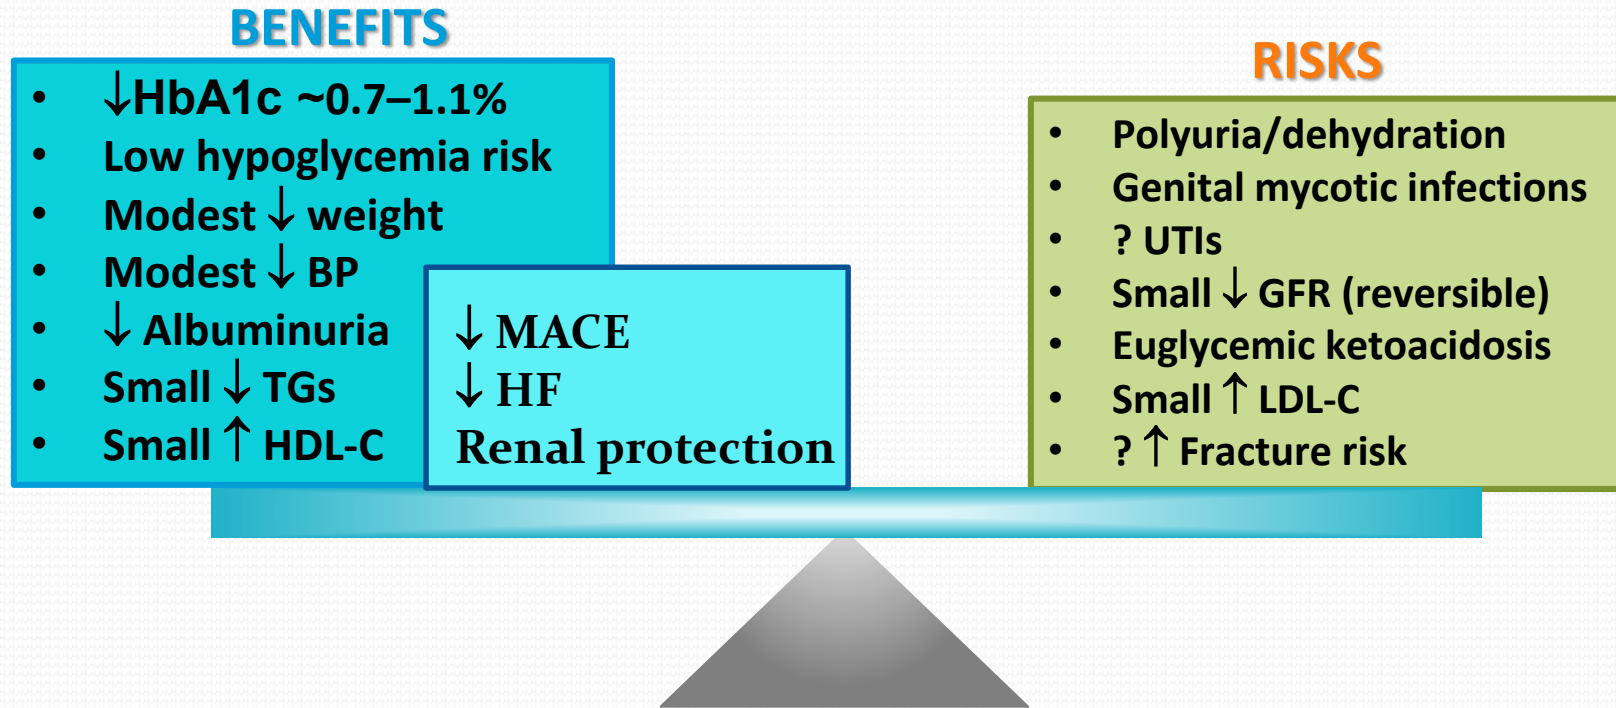 BENEFITS
• ↓HbA1c ~0.7–1.1%
• Low hypoglycemia risk
• Modest ↓ weight
• Modest ↓ BP
• ↓ Albuminuria
• Small ↓ TGs
• Small ↑ HDL-C
↓ MACE
↓ HF
Renal protection
RISKS
• Polyuria/dehydration
• Genital mycotic infections
• ? UTIs
• Small ↓ GFR (reversible)
• Euglycemic ketoacidosis
• Small ↑ LDL-C
• ? ↑ Fracture risk